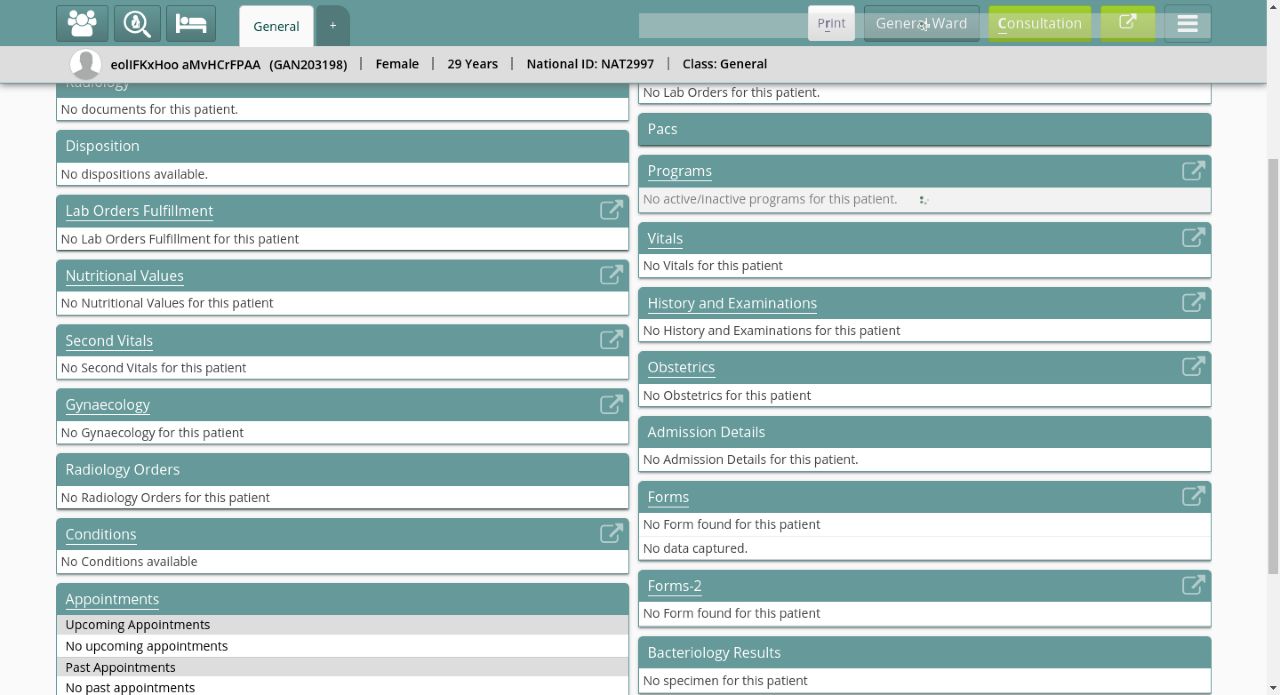 General
+
Print
General Ward
Consultation
eolIFKxHoo aMvHCrFPAA (GAN203198) | Female | 29 Years | National ID: NAT2997 | Class: General
Radiology
No documents for this patient.
Disposition
No dispositions available.
Lab Orders Fulfillment
No Lab Orders Fulfillment for this patient
Nutritional Values
No Nutritional Values for this patient
Second Vitals
No Second Vitals for this patient
Gynaecology
No Gynaecology for this patient
Radiology Orders
No Radiology Orders for this patient
Conditions
No Conditions available
Appointments
Upcoming Appointments
No upcoming appointments
Past Appointments
No past appointments
No Lab Orders for this patient.
Pacs
Programs
No active/inactive programs for this patient.
Vitals
No Vitals for this patient
History and Examinations
No History and Examinations for this patient
Obstetrics
No Obstetrics for this patient
Admission Details
No Admission Details for this patient.
Forms
No Form found for this patient
No data captured.
Forms-2
No Form found for this patient
Bacteriology Results
No specimen for this patient